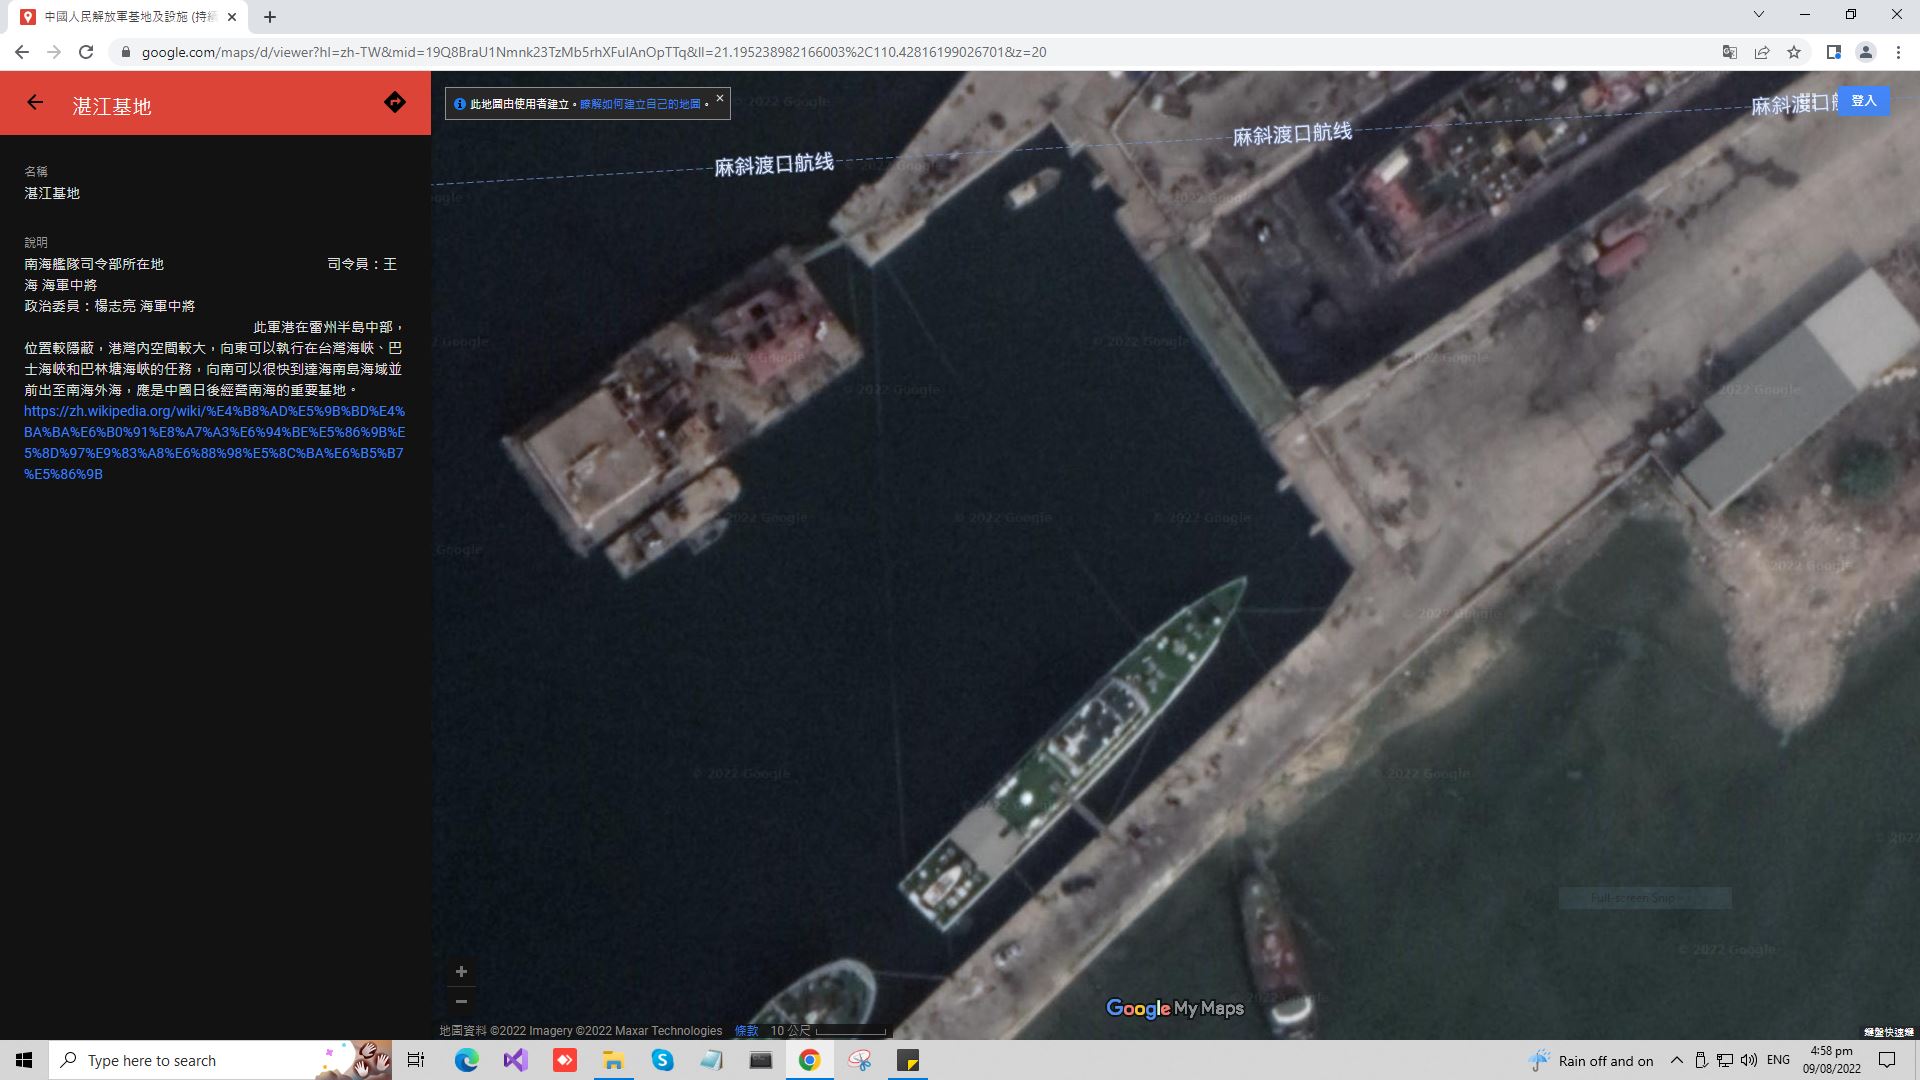 中國人民解放軍基地及設施 (持續
google.com/maps/d/viewer?hl=zh-TW&mid=19Q8BraU1Nmnk23TzMb5rhXFulAnOpTTq&ll=21.195238982166003%2C110.42816199026701&z=20
湛江基地
此地圖由使用者建立。瞭解如何建立自己的地圖。
登入
麻斜渡口航线
麻斜渡口航线
麻斜渡口航
名稱
湛江基地
說明
南海艦隊司令部所在地 司令員：王
海 海軍中將
政治委員：楊志亮 海軍中將
此軍港在雷州半島中部，
位置較隱蔽，港灣內空間較大，向東可以執行在台灣海峽、巴
士海峽和巴林塘海峽的任務，向南可以很快到達海南島海域並
前出至南海外海，應是中國日後經營南海的重要基地。
https://zh.wikipedia.org/wiki/%E4%B8%AD%E5%9B%BD%E4%
BA%BA%E6%B0%91%E8%A7%A3%E6%94%BE%E5%86%9B%E
5%8D%97%E9%83%A8%E6%88%98%E5%8C%BA%E6%B5%B7
%E5%86%9B
© 2022 Google
Full-screen Snip
Google My Maps
地圖資料 ©2022 Imagery ©2022 Maxar Technologies 條款 10 公尺
鍵盤快速鍵
Type here to search
Rain off and on
ENG
4:58 pm
09/08/2022